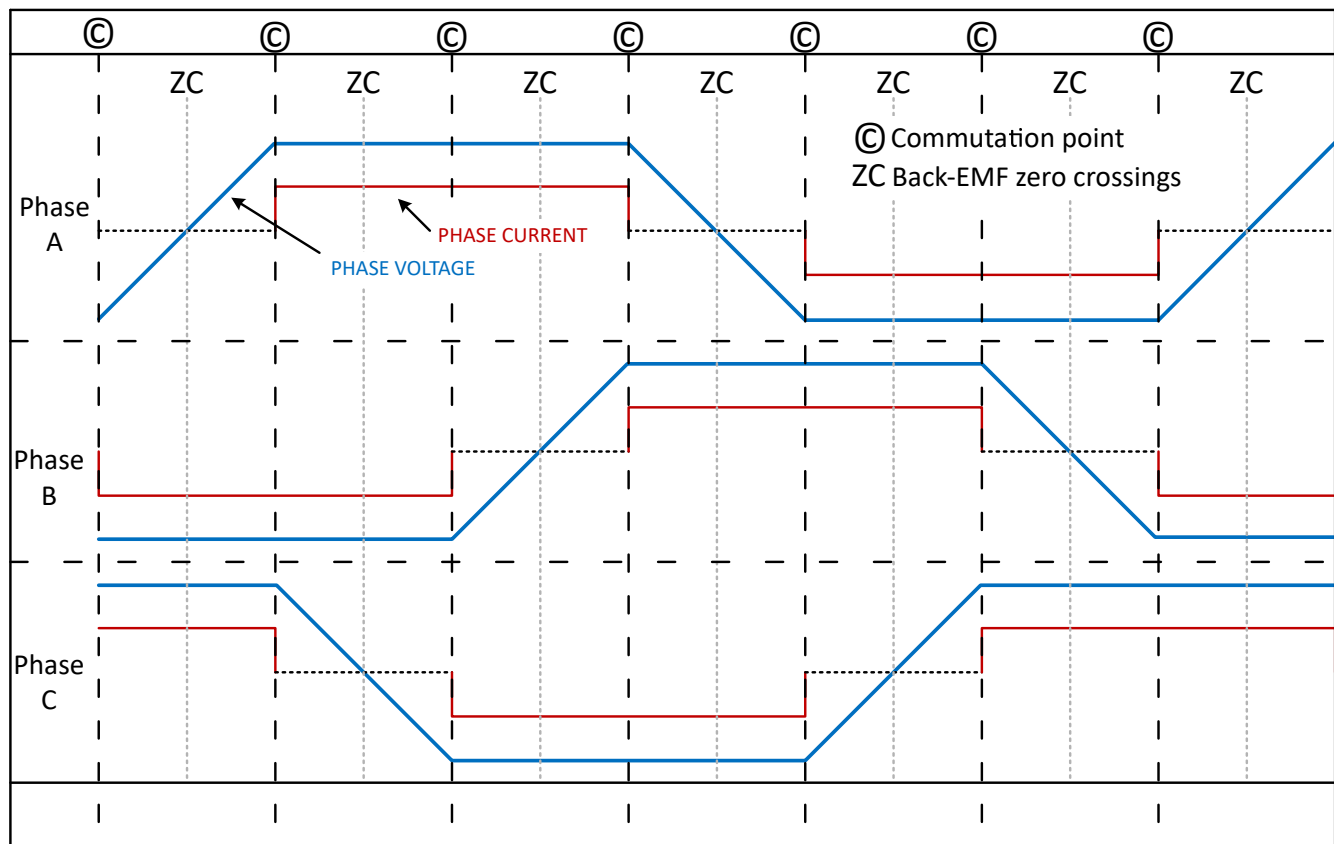 © © © © © © ©
ZC ZC ZC ZC ZC ZC ZC
© Commutation point
ZC Back-EMF zero crossings
Phase
A
PHASE CURRENT
PHASE VOLTAGE
Phase
B
Phase
C